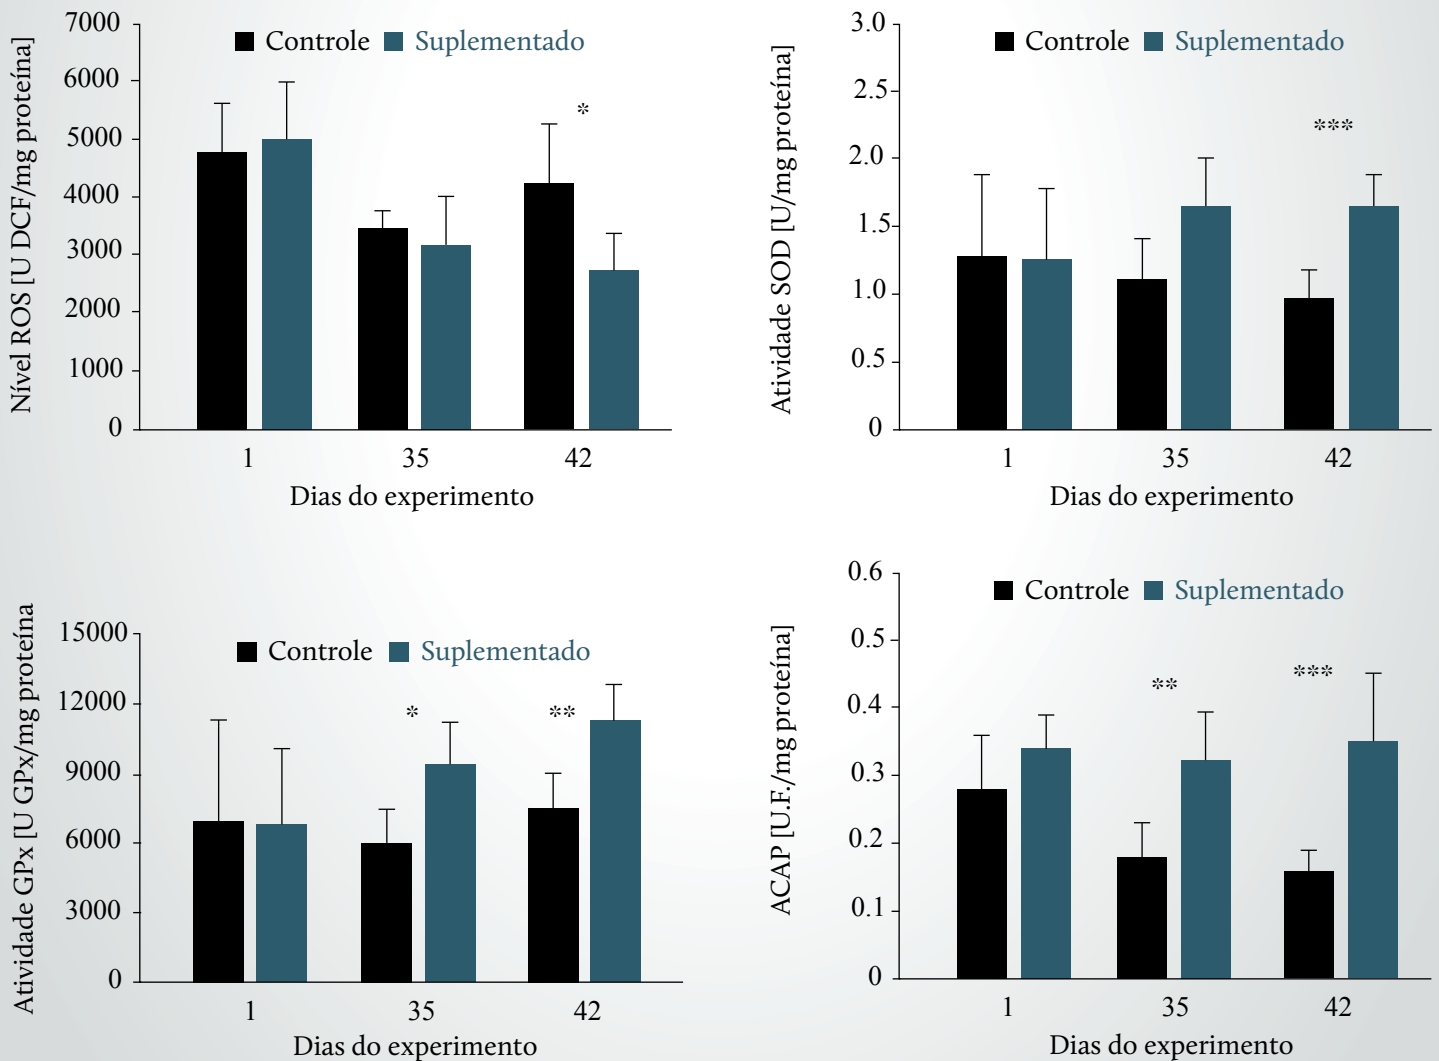 Nível ROS [U DCF/mg proteína]
7000
6000
5000
4000
3000
2000
1000
0
Controle Suplementado
*
1 35 42
Dias do experimento
Atividade SOD [U/mg proteína]
3.0
2.5
2.0
1.5
1.0
0.5
0
Controle Suplementado
***
1 35 42
Dias do experimento
Atividade GPx [U GPx/mg proteína
15000
12000
9000
6000
3000
0
Controle Suplementado
* **
1 35 42
Dias do experimento
ACAP [U.F./mg proteína]
0.6
0.5
0.4
0.3
0.2
0.1
0
Controle Suplementado
** ***
1 35 42
Dias do experimento